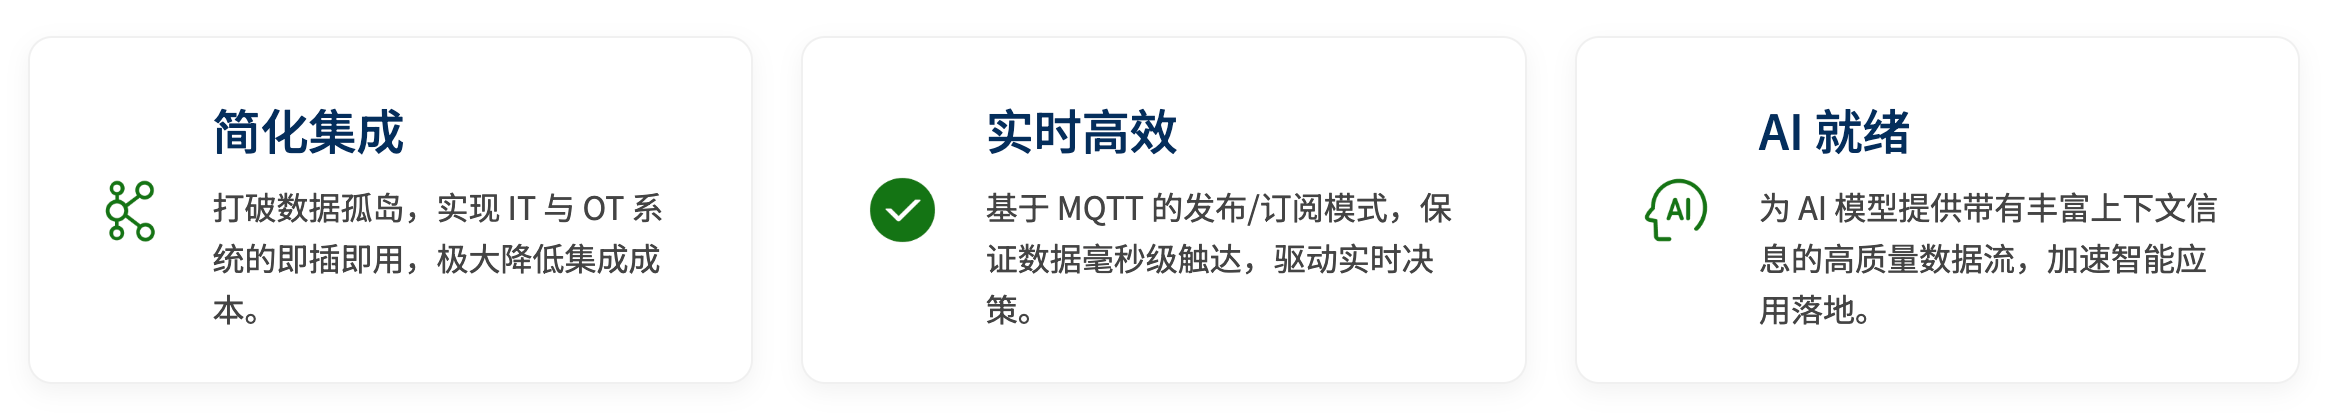 简化集成
打破数据孤岛，实现 IT 与 OT 系
统的即插即用，极大降低集成成
本。
实时高效
基于 MQTT 的发布/订阅模式，保
证数据毫秒级触达，驱动实时决
策。
AI
AI 就绪
为 AI 模型提供带有丰富上下文信
息的高质量数据流，加速智能应
用落地。